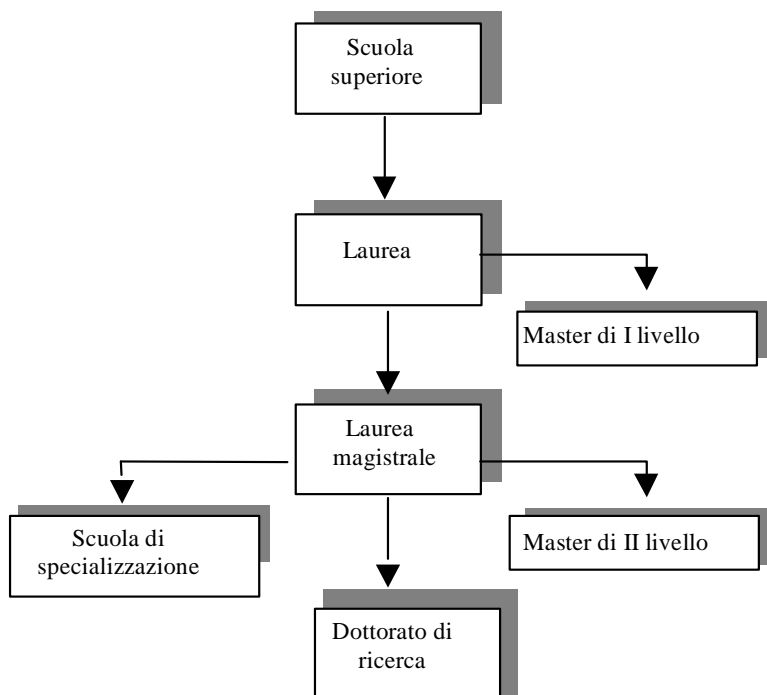 Scuola
superiore
Laurea
Master di I livello
Laurea
magistrale
Scuola di
specializzazione
Master di II livello
Dottorato di
ricerca